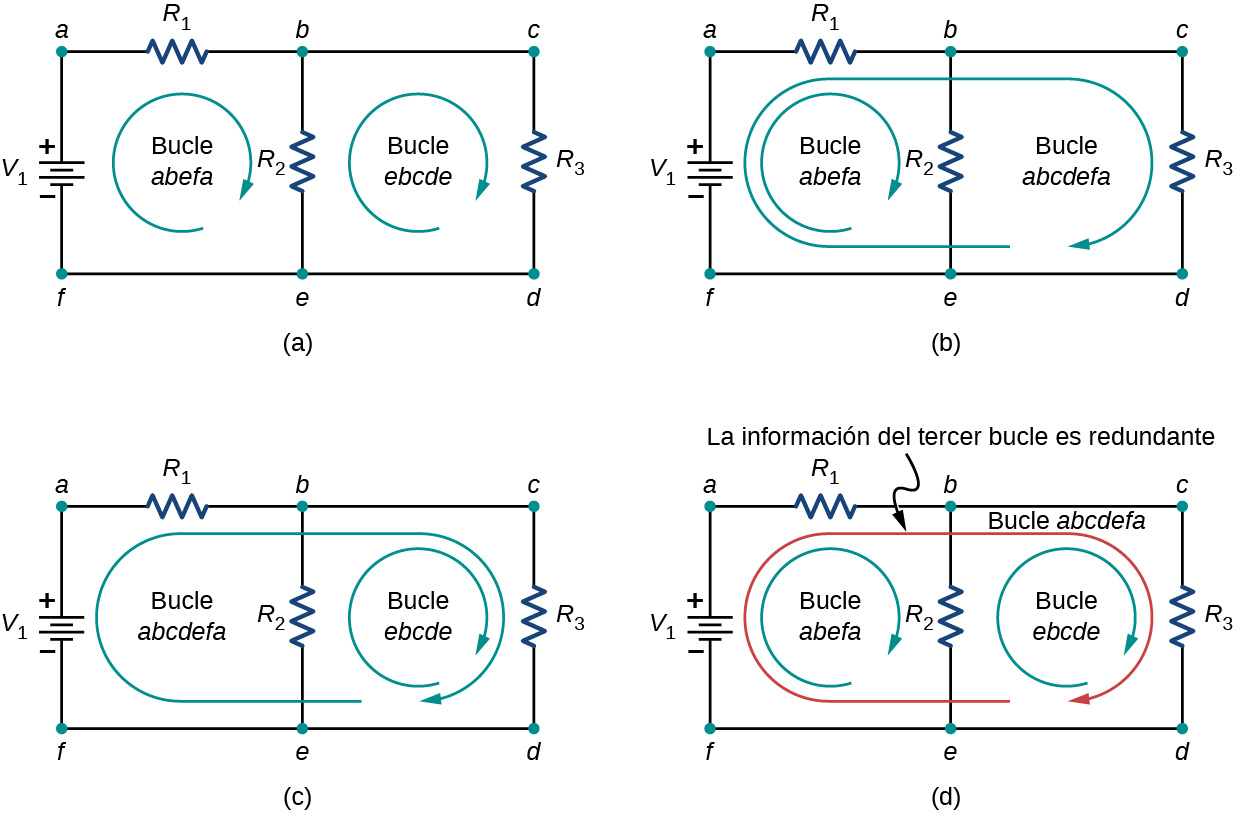 R1
a b c
V1 + − Bucle abefa R2 Bucle ebcde R3
f e d
(a)
R1
a b c
V1 + − Bucle abefa R2 Bucle abcdefa R3
f e d
(b)
R1
a b c
V1 + − Bucle abcdefa R2 Bucle ebcde R3
f e d
(c)
La información del tercer bucle es redundante
R1
a b c
Bucle abcdefa
V1 + − Bucle abefa R2 Bucle ebcde R3
f e d
(d)